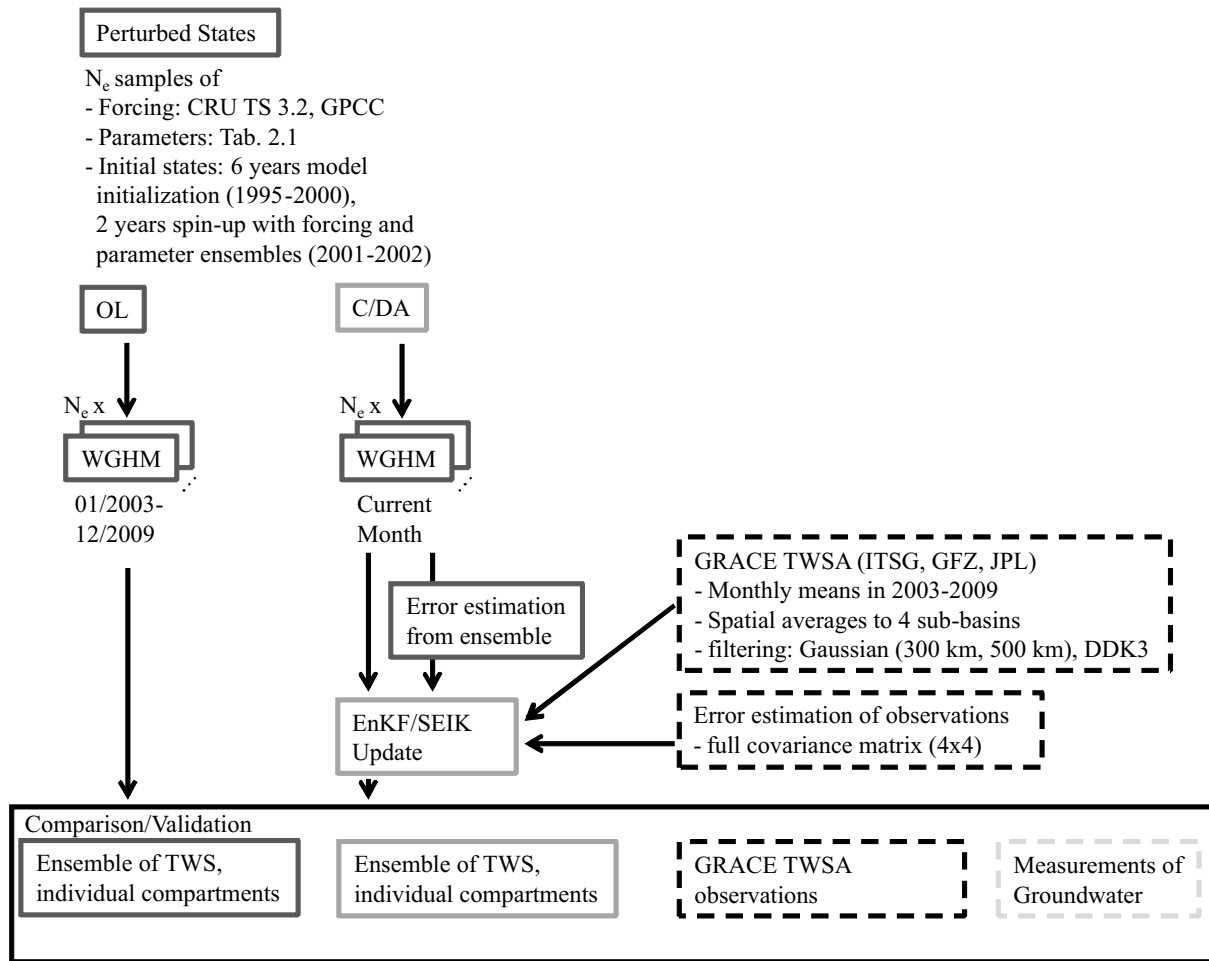 Perturbed States
Ne samples of
- Forcing: CRU TS 3.2, GPCC
- Parameters: Tab. 2.1
- Initial states: 6 years model
initialization (1995-2000),
2 years spin-up with forcing and
parameter ensembles (2001-2002)
OL
C/DA
Ne x
Ne x
WGHM
WGHM
...
...
01/2003-
12/2009
Current
Month
Error estimation
from ensemble
GRACE TWSA (ITSG, GFZ, JPL)
- Monthly means in 2003-2009
- Spatial averages to 4 sub-basins
- filtering: Gaussian (300 km, 500 km), DDK3
EnKF/SEIK
Update
Error estimation of observations
- full covariance matrix (4x4)
Comparison/Validation
Ensemble of TWS,
individual compartments
Ensemble of TWS,
individual compartments
GRACE TWSA
observations
Measurements of
Groundwater